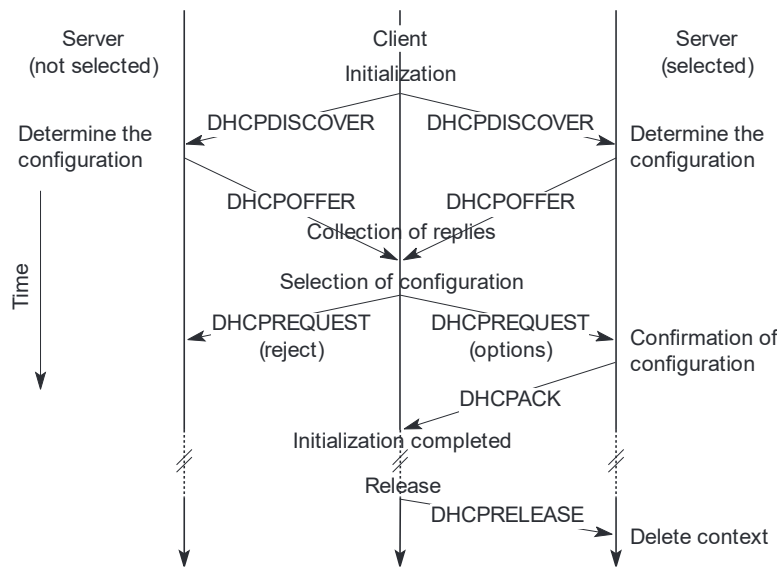 Server
(not selected)
Client
Server
(selected)
Initialization
DHCPDISCOVER
DHCPDISCOVER
Determine the
configuration
Determine the
configuration
DHCPOFFER
DHCPOFFER
Collection of replies
Time
Selection of configuration
DHCPREQUEST
(reject)
DHCPREQUEST
(options)
Confirmation of
configuration
DHCPACK
Initialization completed
Release
DHCPRELEASE
Delete context